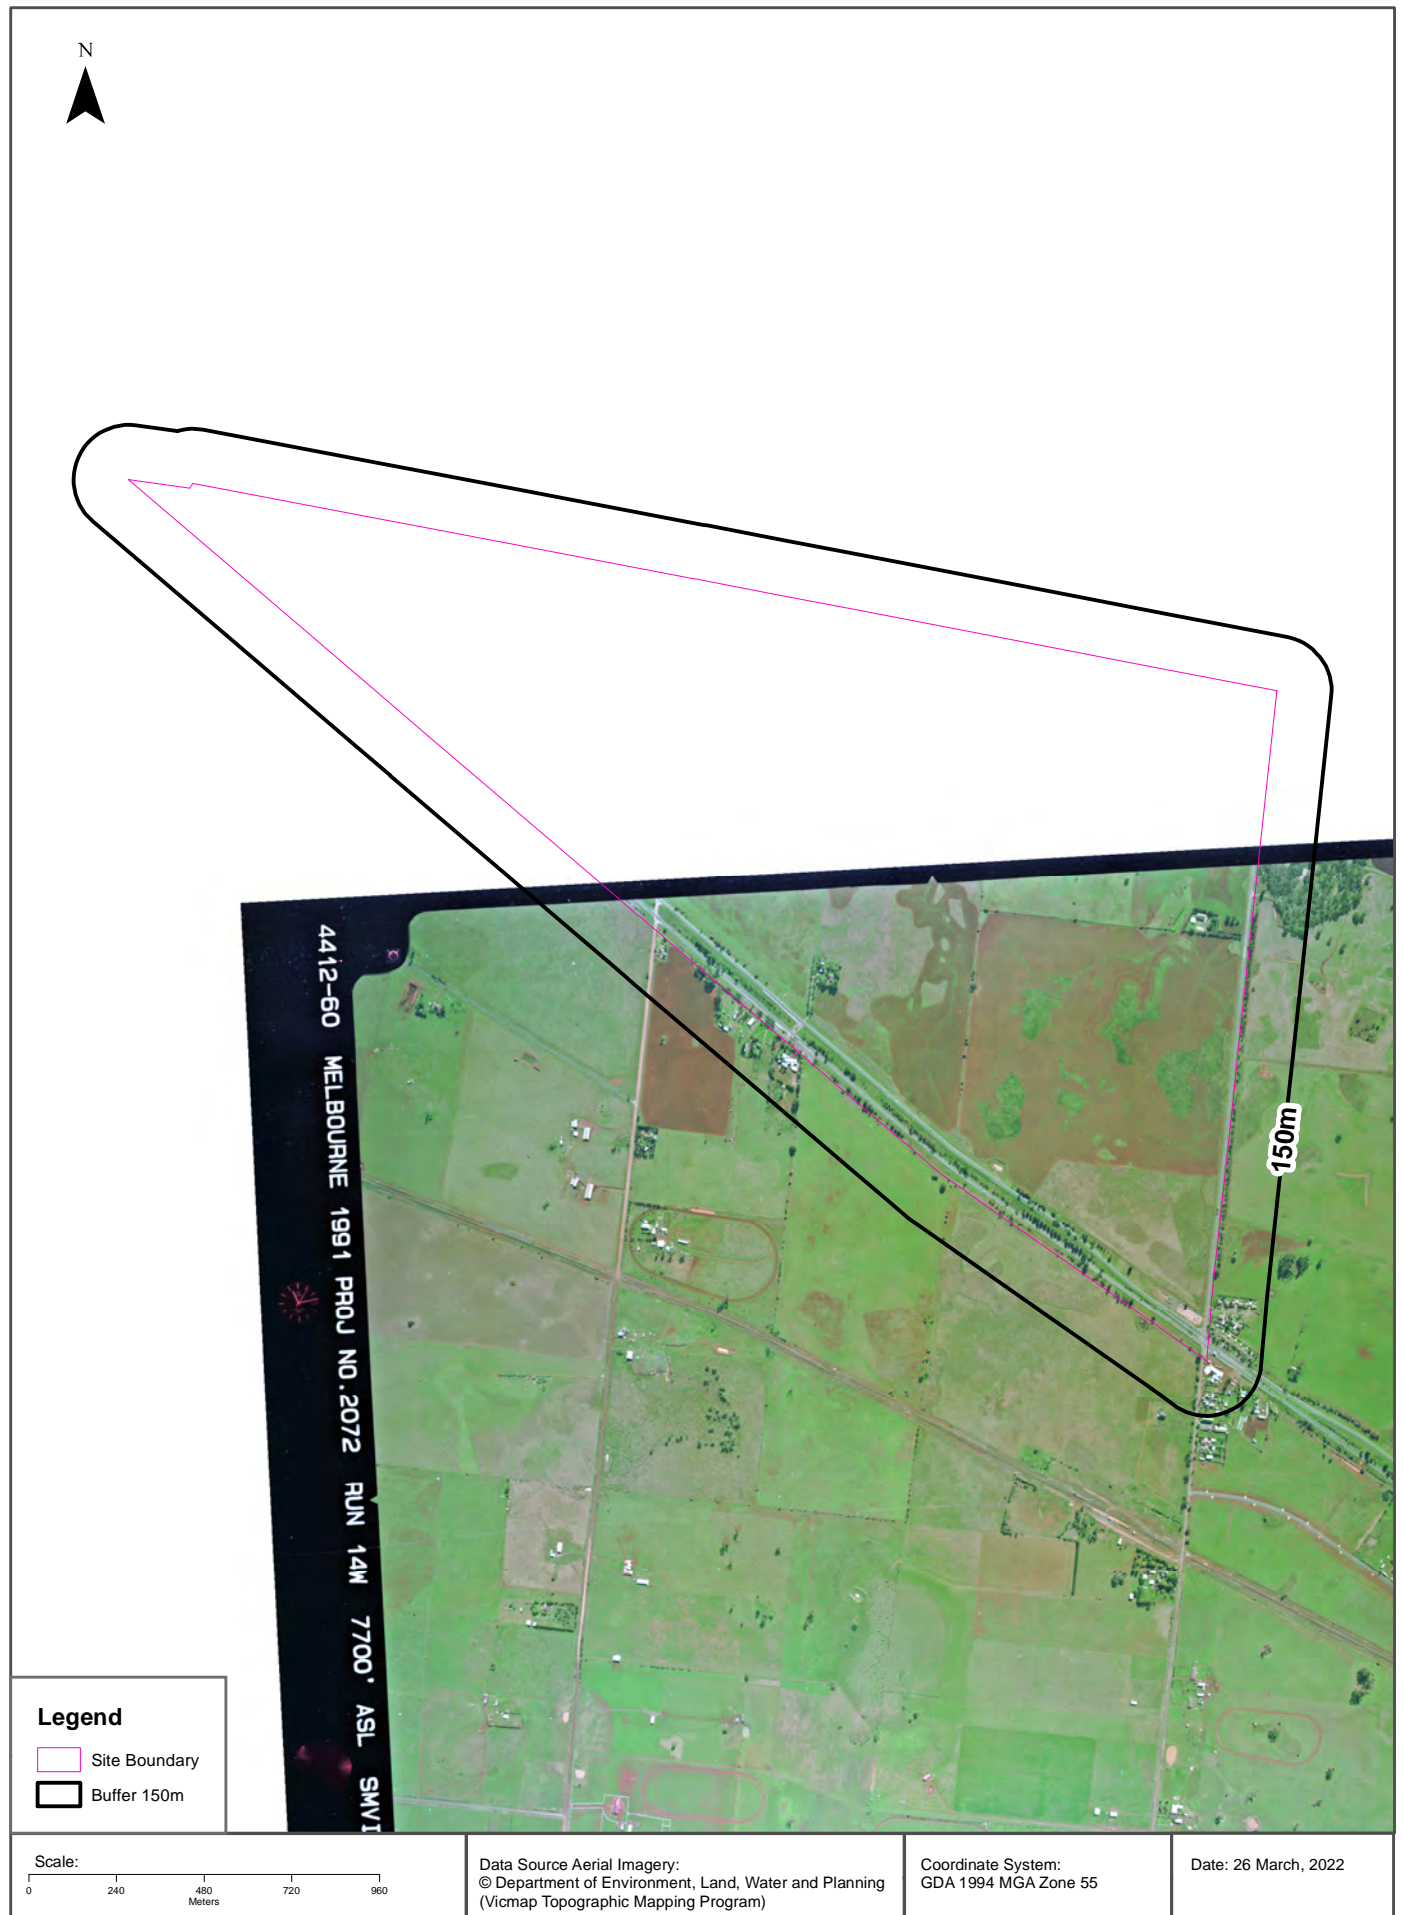 N
4412-60 MELBOURNE 1991 PROJ NO.2072 RUN 14W 7700' ASL SMVI
150m
Legend
Site Boundary
Buffer 150m
Scale:
0 240 480 720 960
Meters
Data Source Aerial Imagery:
© Department of Environment, Land, Water and Planning
(Vicmap Topographic Mapping Program)
Coordinate System:
GDA 1994 MGA Zone 55
Date: 26 March, 2022